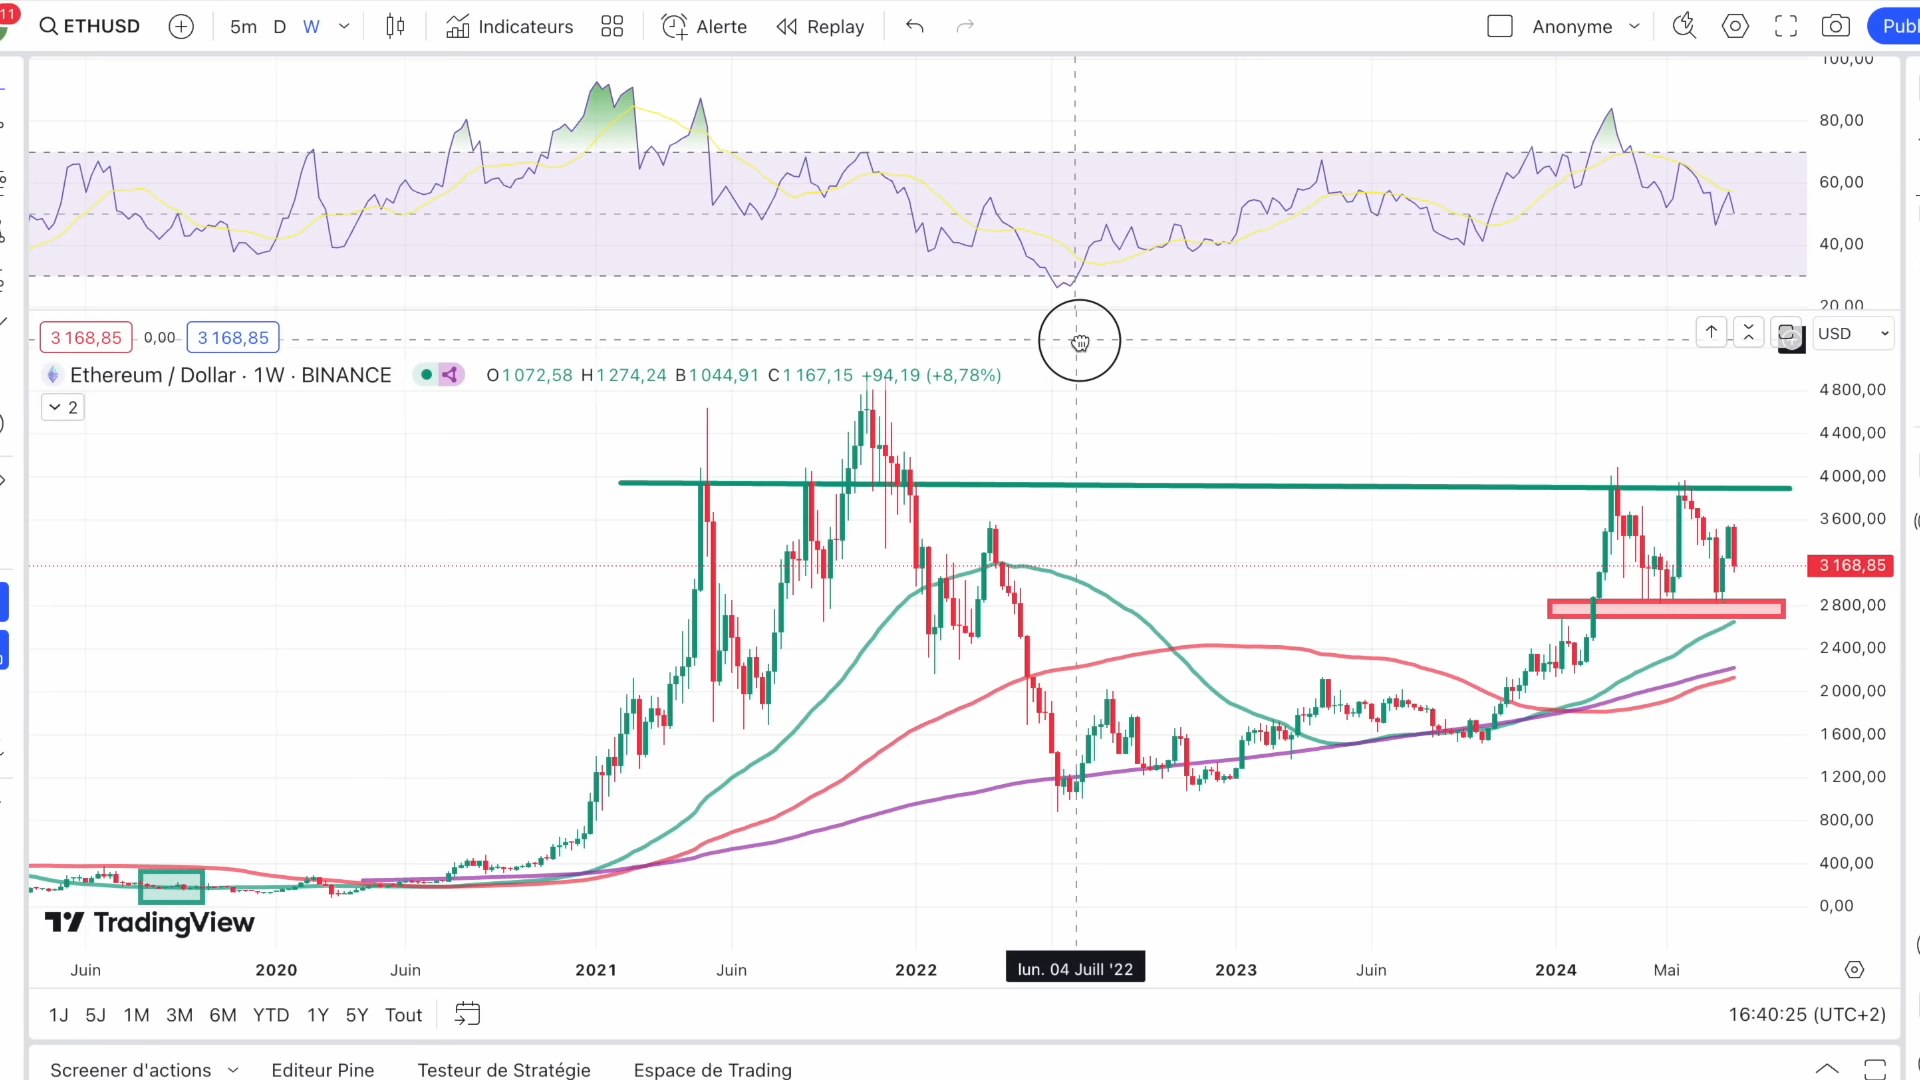 11
ETHUSD
5m D W
Indicateurs
Alerte
Replay
Anonyme
Publ
100,00
80,00
60,00
40,00
20,00
3 168,85 0,00 3 168,85
USD
Ethereum / Dollar · 1W · BINANCE
O1 072,58 H1 274,24 B1 044,91 C1 167,15 +94,19 (+8,78%)
2
4 800,00
4 400,00
4 000,00
3 600,00
3 168,85
2 800,00
2 400,00
2 000,00
1 600,00
1 200,00
800,00
400,00
0,00
TradingView
Juin 2020 Juin 2021 Juin 2022 lun. 04 Juill '22 2023 Juin 2024 Mai
1J 5J 1M 3M 6M YTD 1Y 5Y Tout
16:40:25 (UTC+2)
Screener d'actions Editeur Pine Testeur de Stratégie Espace de Trading